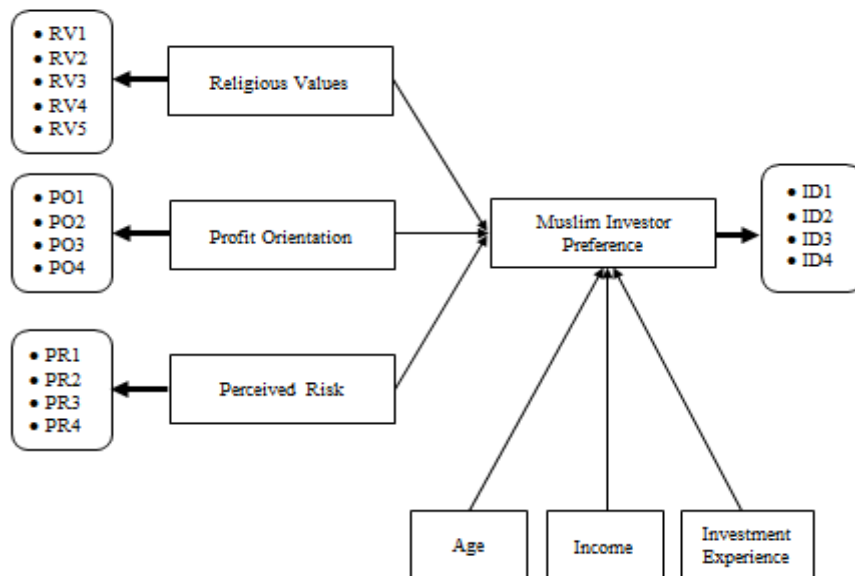 • RV1
• RV2
• RV3
• RV4
• RV5
Religious Values
• PO1
• PO2
• PO3
• PO4
Profit Orientation
• PR1
• PR2
• PR3
• PR4
Perceived Risk
Muslim Investor
Preference
• ID1
• ID2
• ID3
• ID4
Age
Income
Investment
Experience